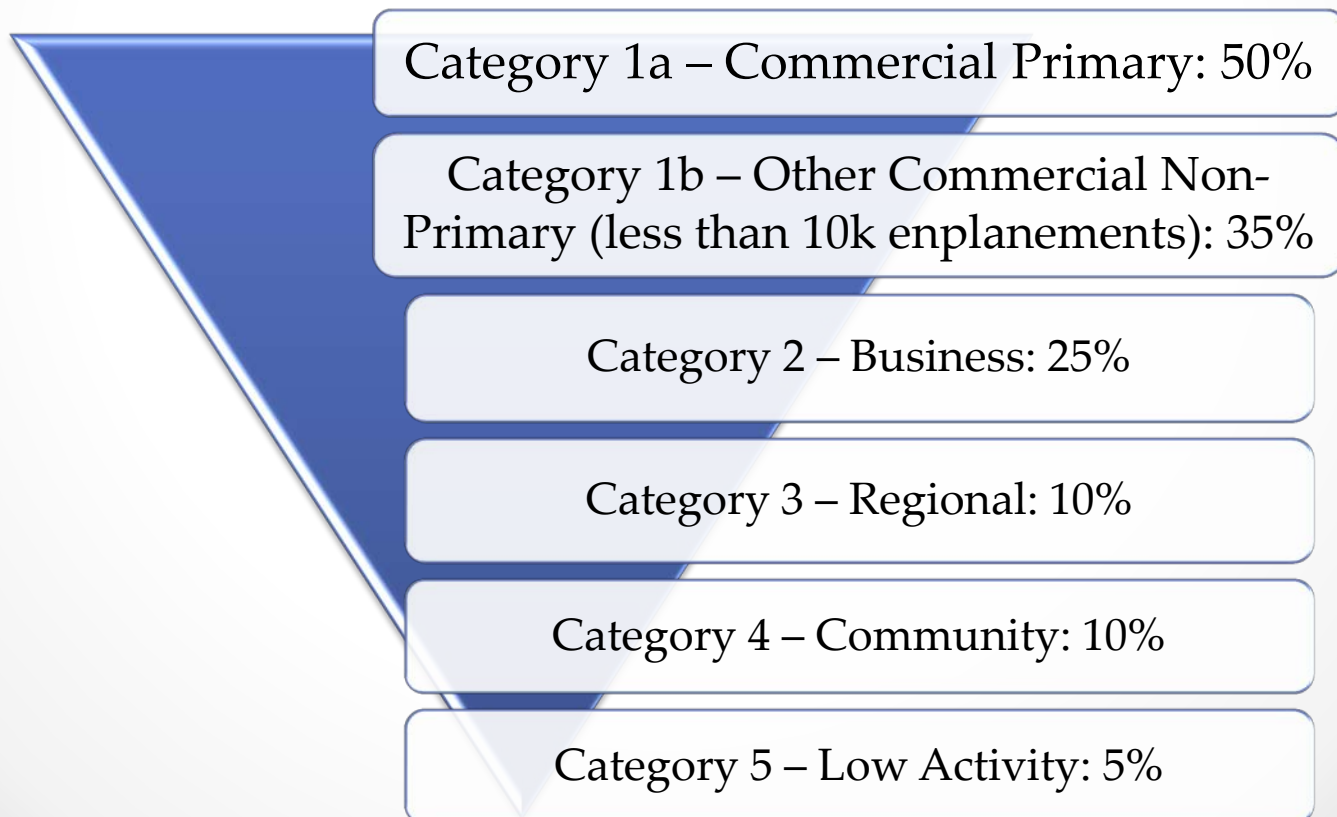 Category 1a – Commercial Primary: 50%
Category 1b – Other Commercial Non-
Primary (less than 10k enplanements): 35%
Category 2 – Business: 25%
Category 3 – Regional: 10%
Category 4 – Community: 10%
Category 5 – Low Activity: 5%